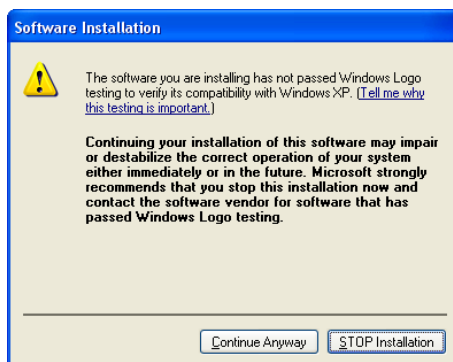 Software Installation
The software you are installing has not passed Windows Logo
testing to verify its compatibility with Windows XP. (Tell me why
this testing is important.)
Continuing your installation of this software may impair
or destabilize the correct operation of your system
either immediately or in the future. Microsoft strongly
recommends that you stop this installation now and
contact the software vendor for software that has
passed Windows Logo testing.
Continue Anyway
STOP Installation